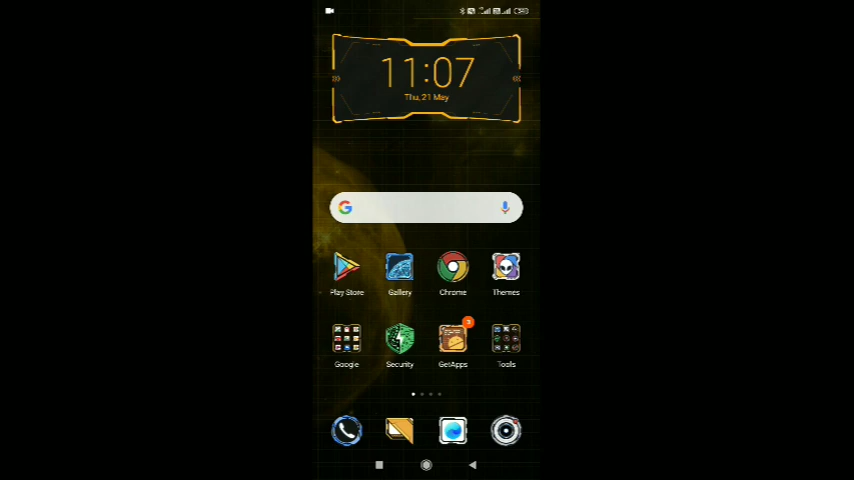 11:07
Thu, 21 May
Play Store
Gallery
Chrome
Themes
Google
Security
GetApps
Tools